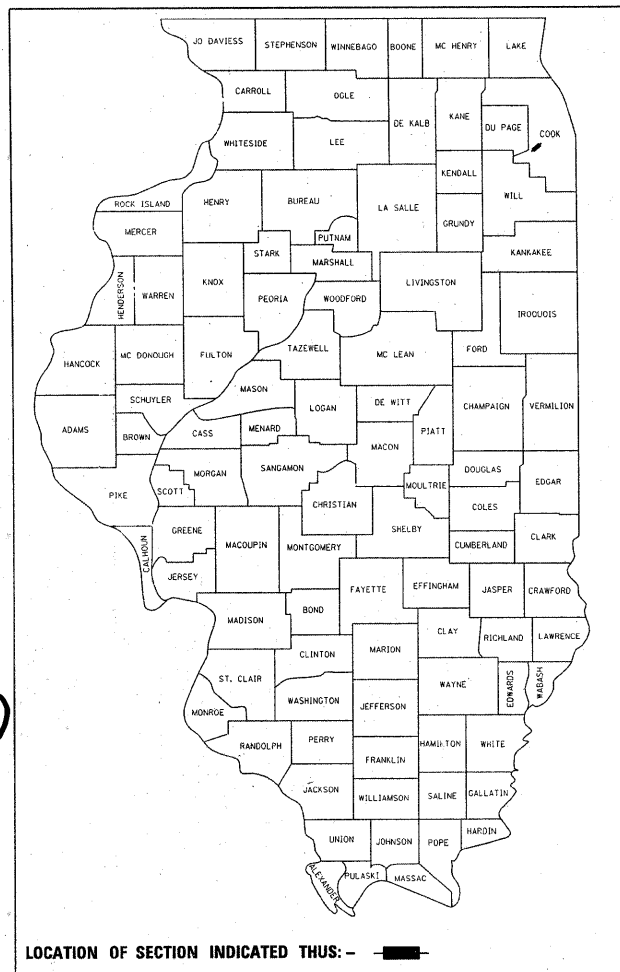 JO DAVIESS STEPHENSON WINNEBAGO BOONE MC HENRY LAKE
CARROLL OGLE DE KALB KANE DU PAGE COOK
WHITESIDE LEE
KENDALL
ROCK ISLAND HENRY BUREAU LA SALLE WILL
MERCER PUTNAM GRUNDY
STARK MARSHALL KANKAKEE
HENDERSON WARREN KNOX PEORIA WOODFORD LIVINGSTON IROQUOIS
HANCOCK MC DONOUGH FULTON TAZEWELL MC LEAN FORD
MASON
SCHUYLER LOGAN DE WITT CHAMPAIGN VERMILION
ADAMS BROWN CASS MENARD PIATT
MACON
MORGAN SANGAMON DOUGLAS
PIKE SCOTT CHRISTIAN MOULTRIE EDGAR
COLES
GREENE SHELBY
CALHOUN MACOUPIN MONTGOMERY CUMBERLAND CLARK
JERSEY FAYETTE EFFINGHAM JASPER CRAWFORD
MADISON BOND
CLAY RICHLAND LAWRENCE
CLINTON MARION
ST. CLAIR WAYNE EDWARDS WABASH
WASHINGTON JEFFERSON
MONROE
RANDOLPH PERRY HAMILTON WHITE
FRANKLIN
JACKSON WILLIAMSON SALINE GALLATIN
UNION JOHNSON POPE HARDIN
ALEXANDER PULASKI MASSAC
LOCATION OF SECTION INDICATED THUS: -